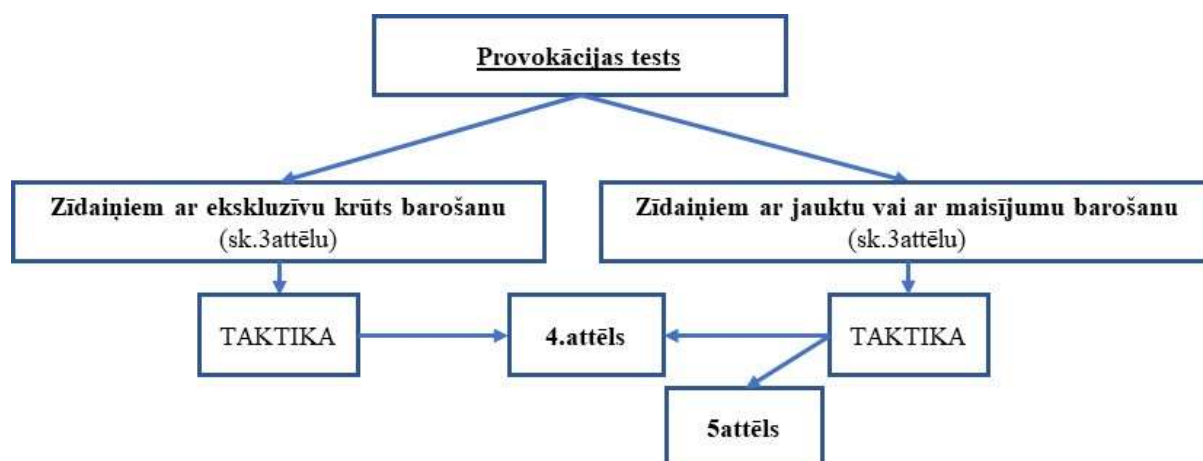 Provokācijas tests
Zīdaiņiem ar ekskluzīvu krūts barošanu
(sk.3attēlu)
Zīdaiņiem ar jauktu vai ar maisījumu barošanu
(sk.3attēlu)
TAKTIKA
4.attēls
TAKTIKA
5attēls